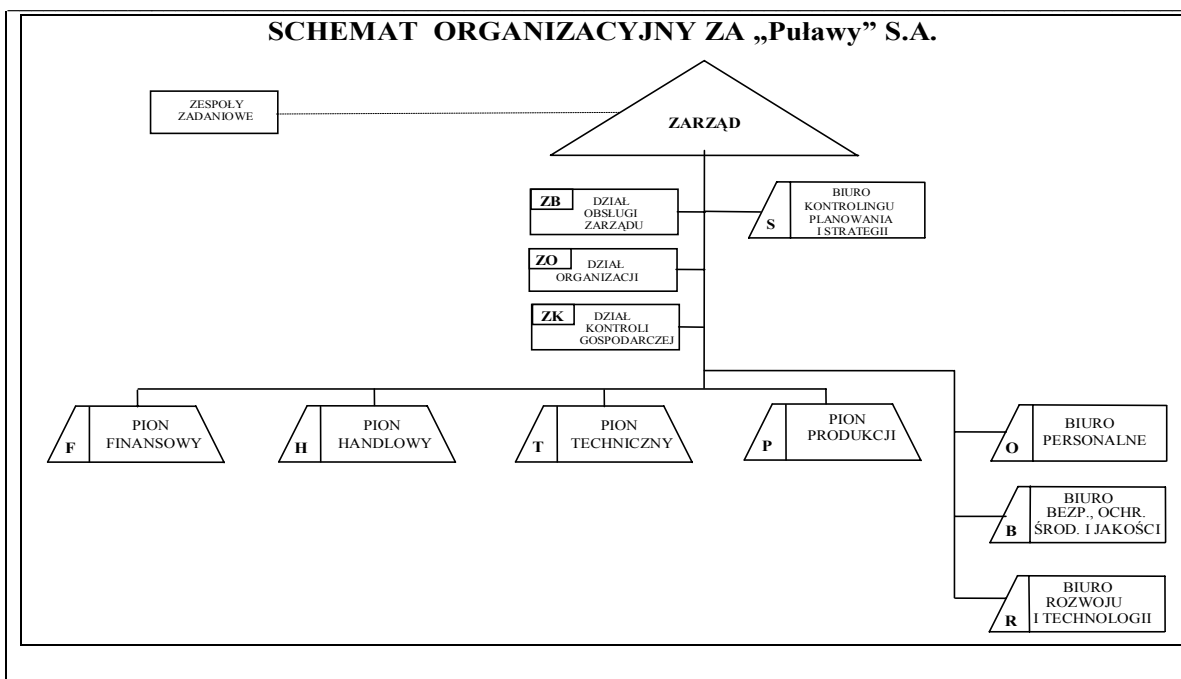 SCHEMAT ORGANIZACYJNY ZA „Puławy” S.A.
ZESPOŁY
ZADANIOWE
ZARZĄD
ZB DZIAŁ
OBSŁUGI
ZARZĄDU
BIURO
KONTROLINGU
PLANOWANIA
I STRATEGII
S
ZO DZIAŁ
ORGANIZACJI
ZK DZIAŁ
KONTROLI
GOSPODARCZEJ
PION
FINANSOWY
F
PION
HANDLOWY
H
PION
TECHNICZNY
T
PION
PRODUKCJI
P
BIURO
PERSONALNE
O
BIURO
BEZP., OCHR.
ŚROD. I JAKOŚCI
B
BIURO
ROZWOJU
I TECHNOLOGII
R